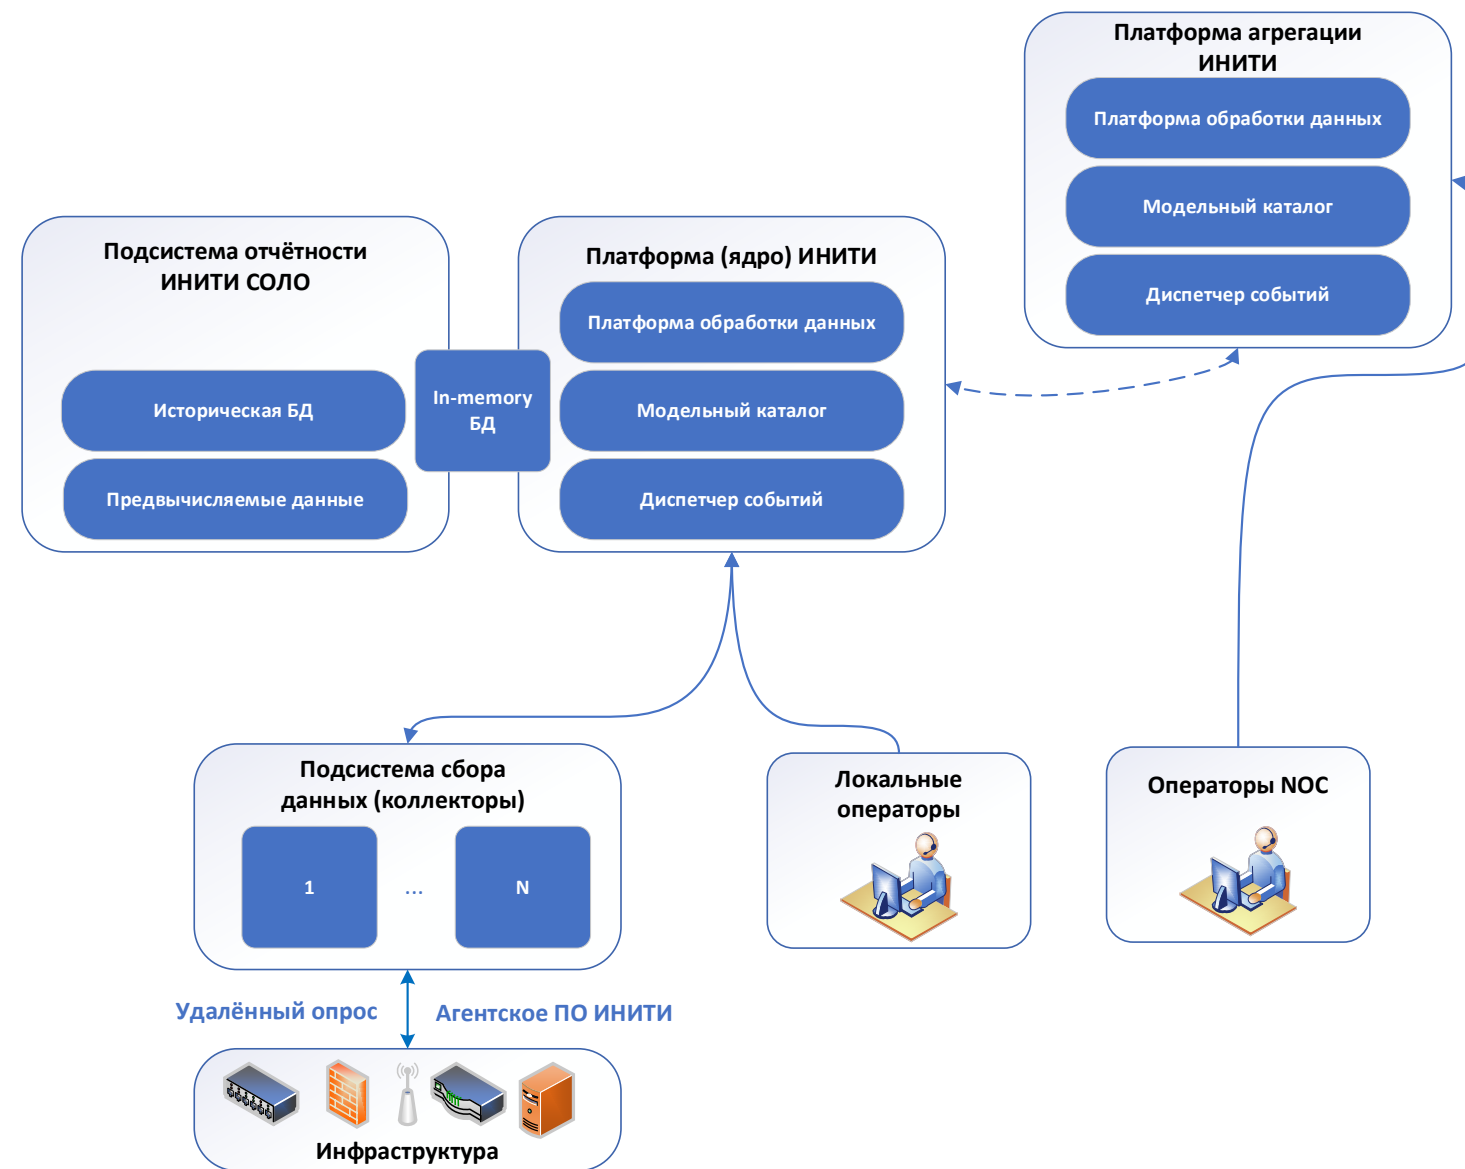 Платформа агрегации
ИНИТИ
Платформа обработки данных
Модельный каталог
Диспетчер событий
Подсистема отчётности
ИНИТИ СОЛО
Историческая БД
Предвычисляемые данные
In-memory
БД
Платформа (ядро) ИНИТИ
Платформа обработки данных
Модельный каталог
Диспетчер событий
Подсистема сбора
данных (коллекторы)
1
...
N
Локальные
операторы
Операторы NOC
Удалённый опрос
Агентское ПО ИНИТИ
Инфраструктура